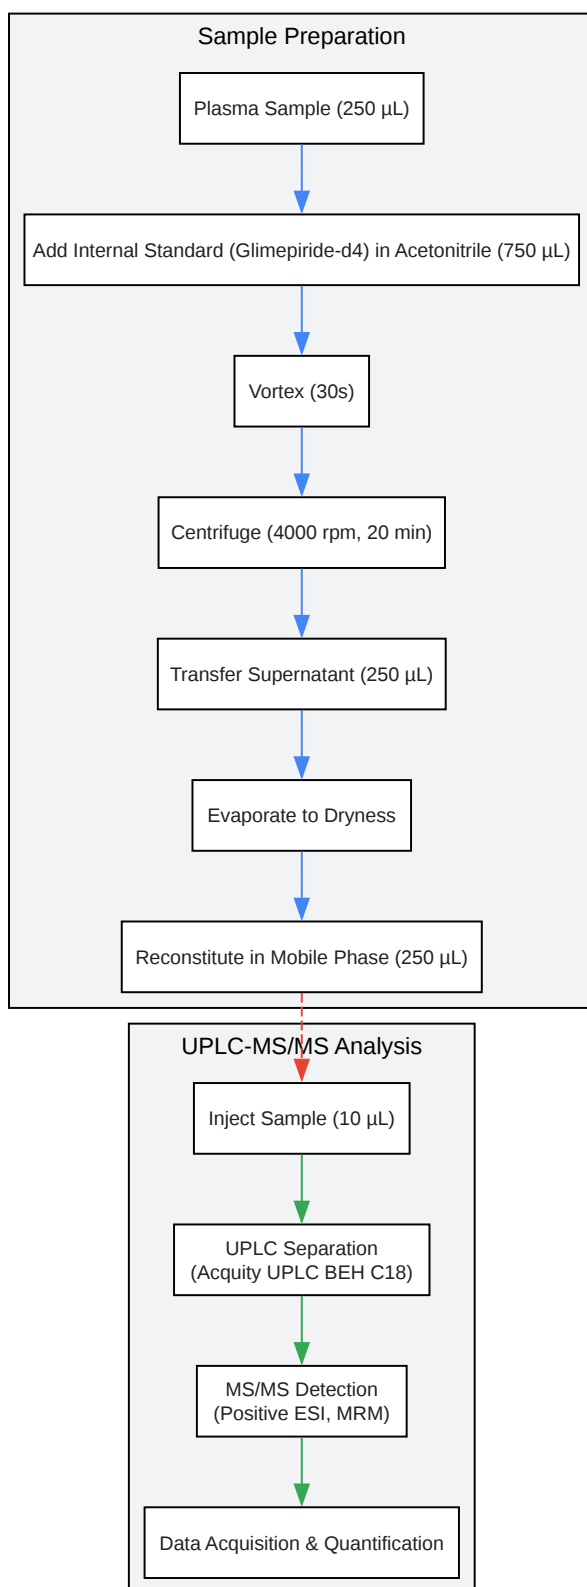 Sample Preparation
Plasma Sample (250 µL)
Add Internal Standard (Glimepiride-d4) in Acetonitrile (750 µL)
Vortex (30s)
Centrifuge (4000 rpm, 20 min)
Transfer Supernatant (250 µL)
Evaporate to Dryness
Reconstitute in Mobile Phase (250 µL)
UPLC-MS/MS Analysis
Inject Sample (10 µL)
UPLC Separation
(Acquity UPLC BEH C18)
MS/MS Detection
(Positive ESI, MRM)
Data Acquisition & Quantification